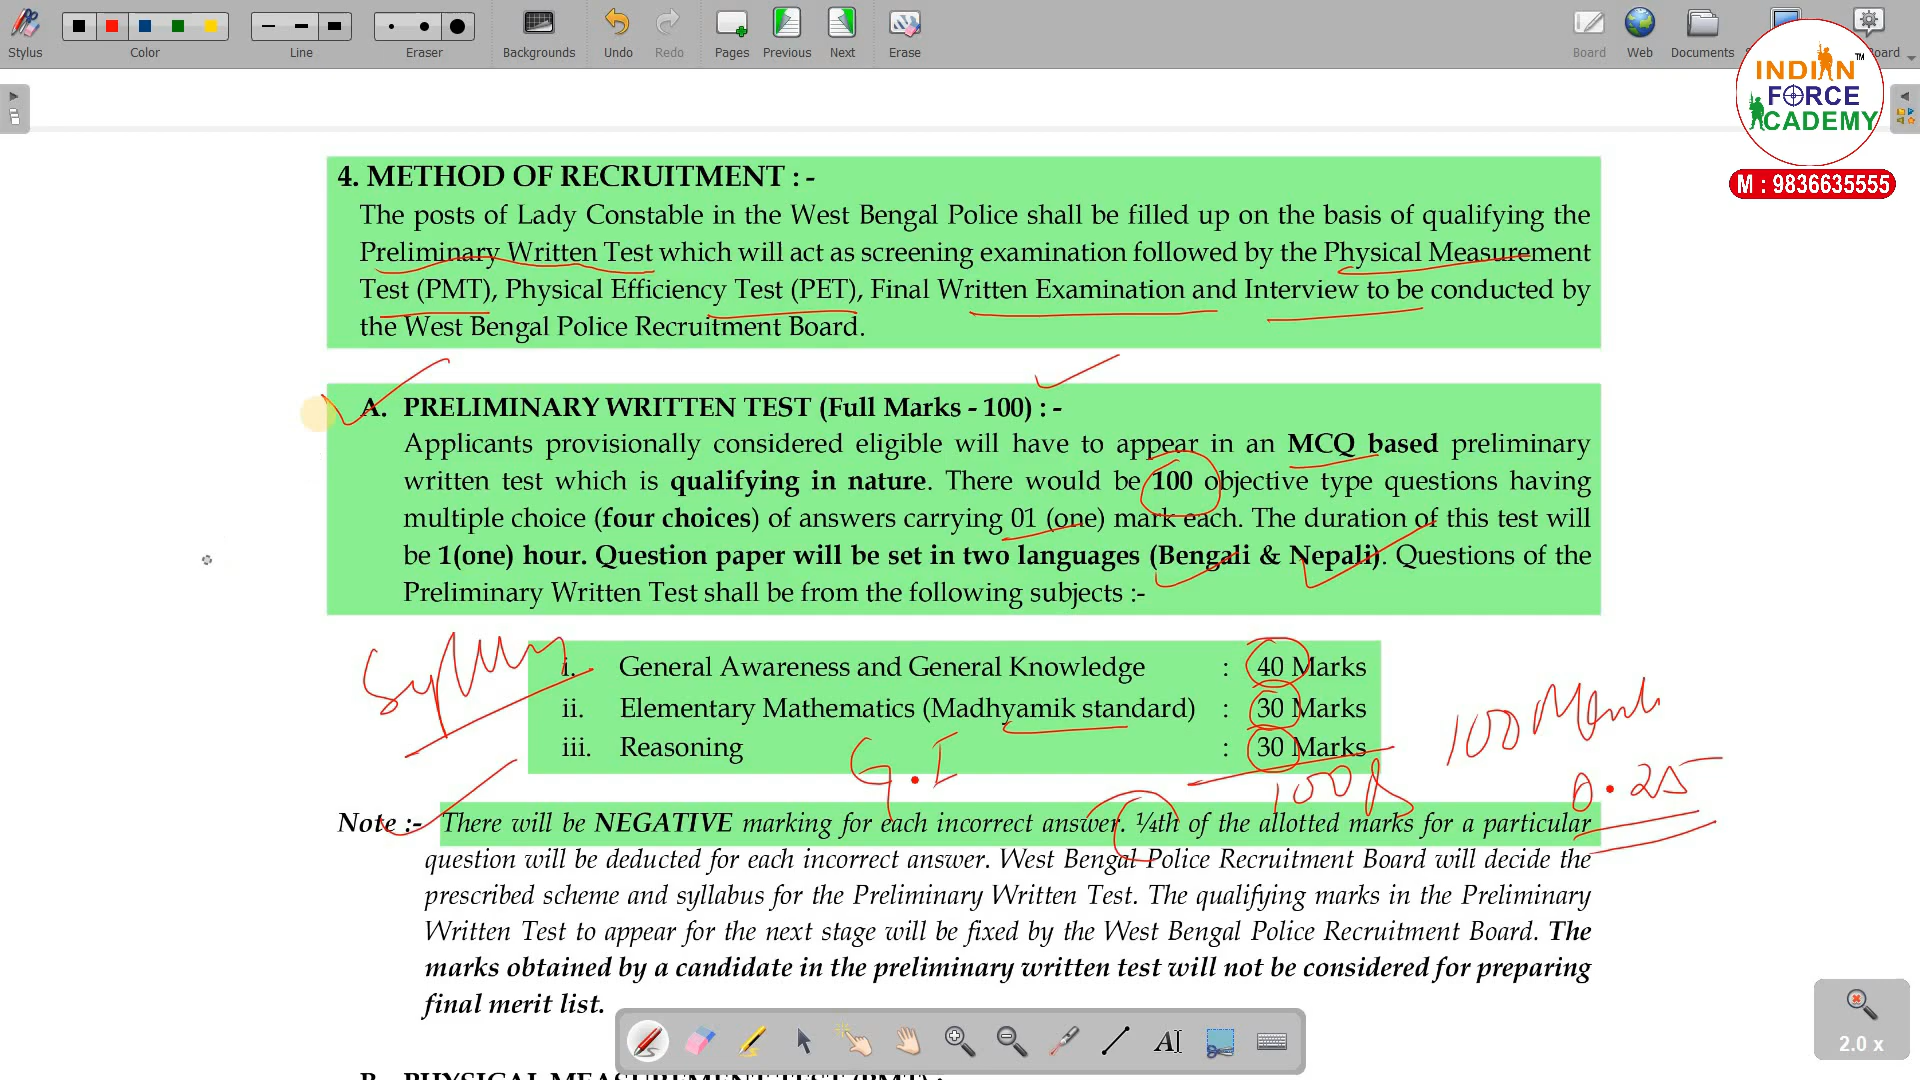 Stylus
Color
Line
Eraser
Backgrounds
Undo
Redo
Pages
Previous
Next
Erase
Board
Web
Documents
INDIAN™
FORCE
ACADEMY
M : 9836635555
4. METHOD OF RECRUITMENT : -
The posts of Lady Constable in the West Bengal Police shall be filled up on the basis of qualifying the
Preliminary Written Test which will act as screening examination followed by the Physical Measurement
Test (PMT), Physical Efficiency Test (PET), Final Written Examination and Interview to be conducted by
the West Bengal Police Recruitment Board.
A. PRELIMINARY WRITTEN TEST (Full Marks - 100) : -
Applicants provisionally considered eligible will have to appear in an MCQ based preliminary
written test which is qualifying in nature. There would be 100 objective type questions having
multiple choice (four choices) of answers carrying 01 (one) mark each. The duration of this test will
be 1(one) hour. Question paper will be set in two languages (Bengali & Nepali). Questions of the
Preliminary Written Test shall be from the following subjects :-
i. General Awareness and General Knowledge : 40 Marks
ii. Elementary Mathematics (Madhyamik standard) : 30 Marks
iii. Reasoning : 30 Marks
G.I
100
100 Marks
0.25
Note :- There will be NEGATIVE marking for each incorrect answer. ¼th of the allotted marks for a particular
question will be deducted for each incorrect answer. West Bengal Police Recruitment Board will decide the
prescribed scheme and syllabus for the Preliminary Written Test. The qualifying marks in the Preliminary
Written Test to appear for the next stage will be fixed by the West Bengal Police Recruitment Board. The
marks obtained by a candidate in the preliminary written test will not be considered for preparing
final merit list.
B. PHYSICAL MEASUREMENT TEST (PMT) :
2.0 x